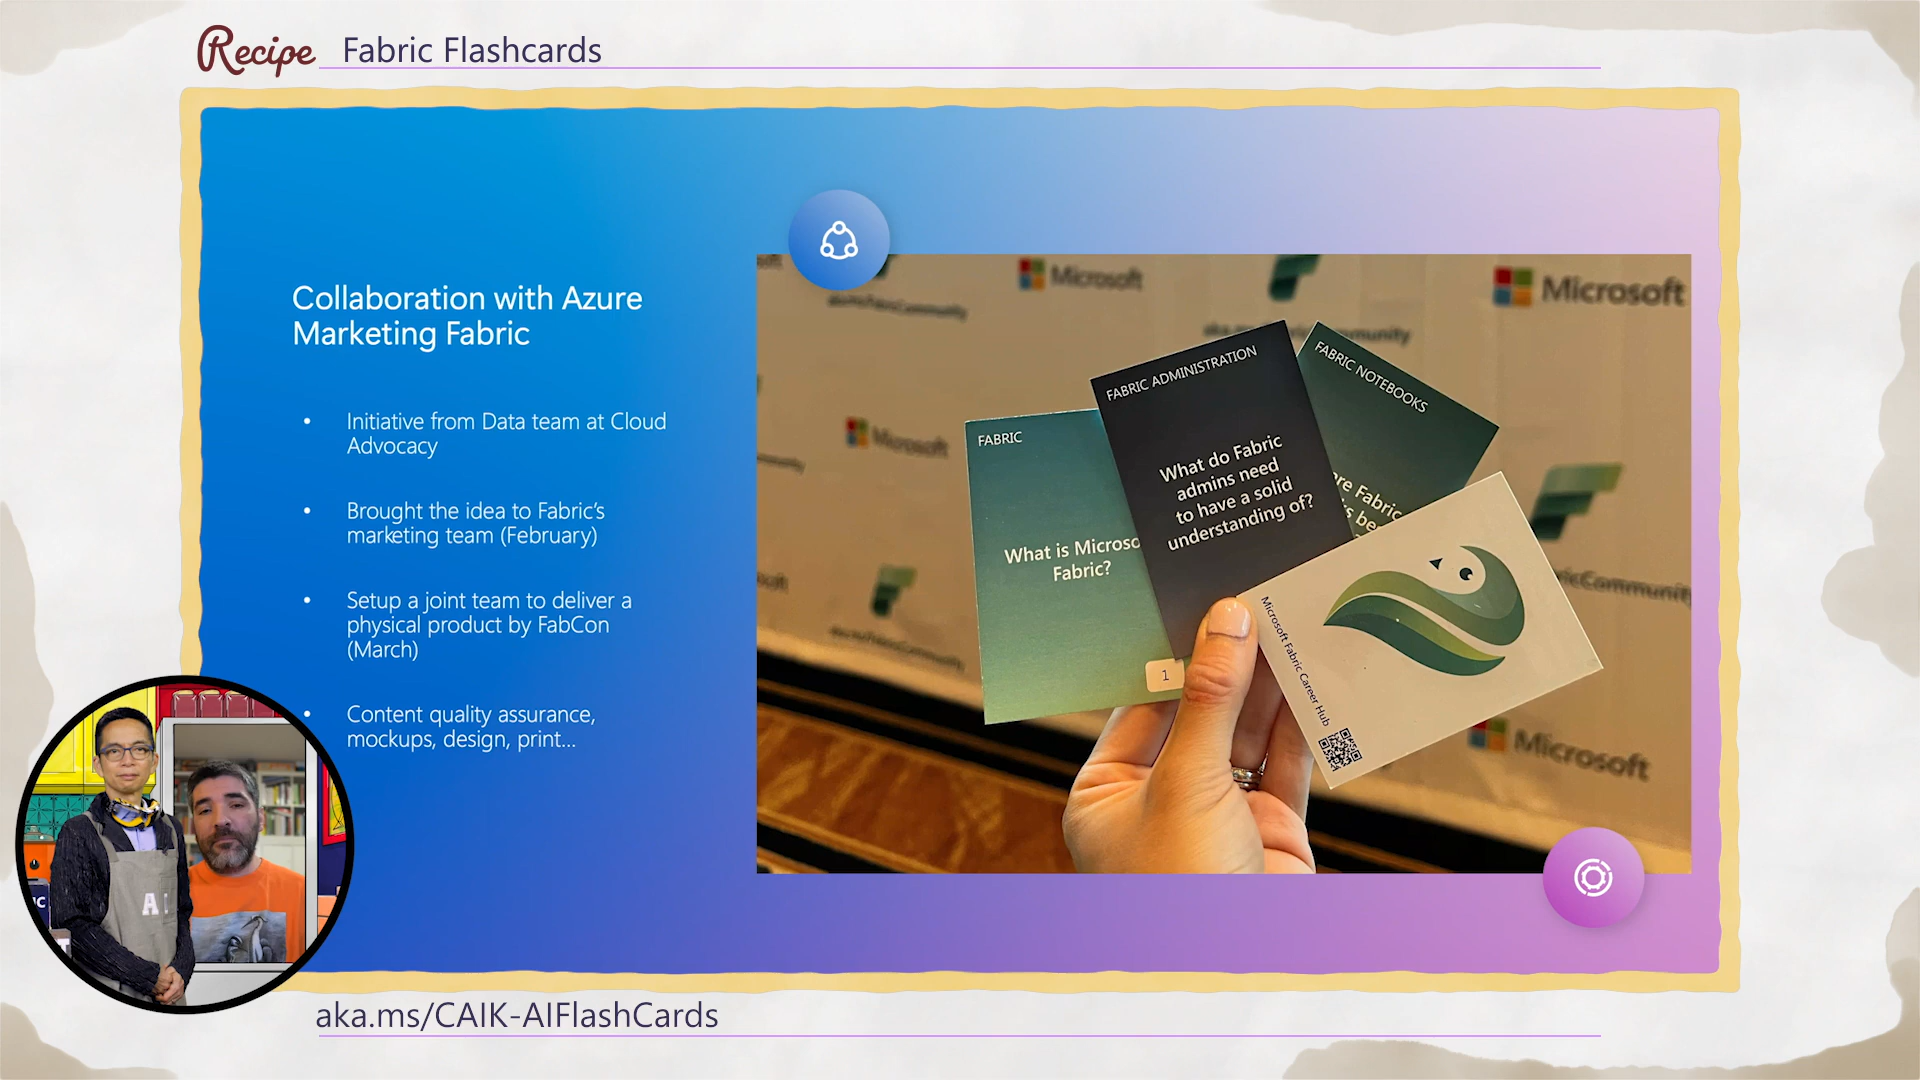 Recipe Fabric Flashcards
Collaboration with Azure
Marketing Fabric
• Initiative from Data team at Cloud
Advocacy
• Brought the idea to Fabric's
marketing team (February)
• Setup a joint team to deliver a
physical product by FabCon
(March)
• Content quality assurance,
mockups, design, print...
Microsoft
Microsoft
Microsoft
Microsoft
FABRIC
What is Microso
Fabric?
1
FABRIC ADMINISTRATION
What do Fabric
admins need
to have a solid
understanding of?
FABRIC NOTEBOOKS
re Fabric
Microsoft Fabric Career Hub
aka.ms/CAIK-AIFlashCards